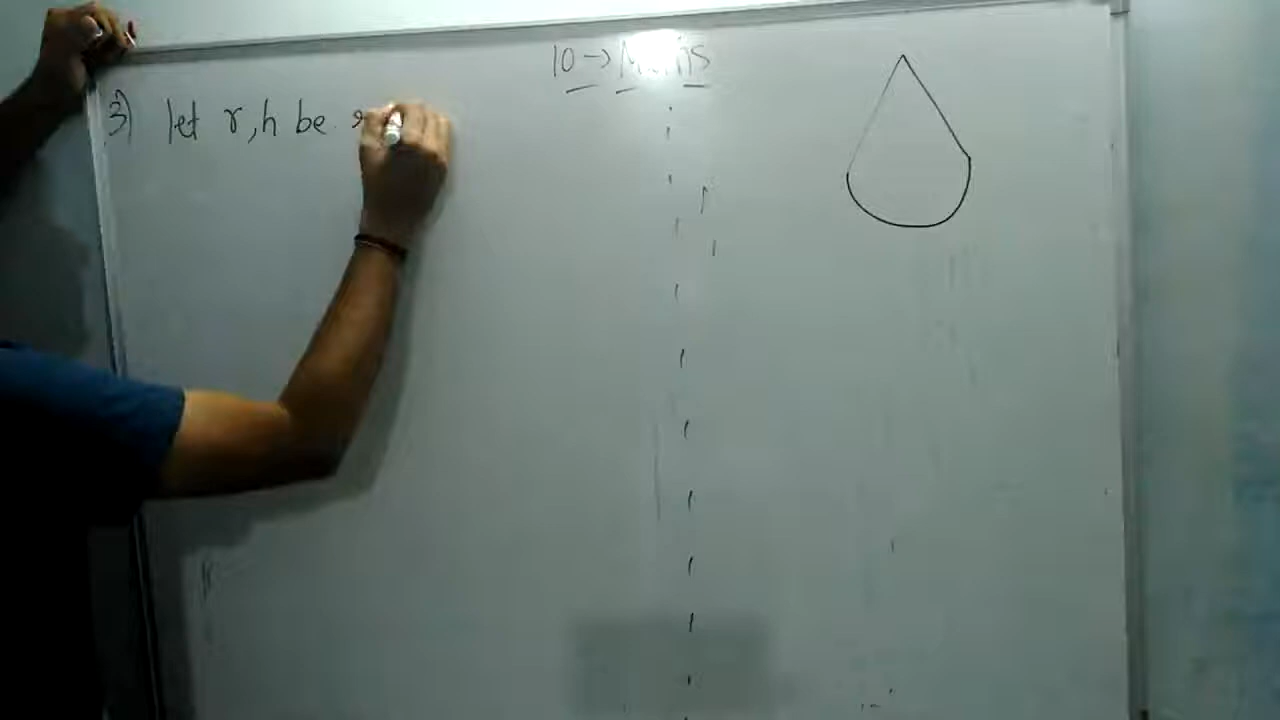 10 →
3) let r, h be